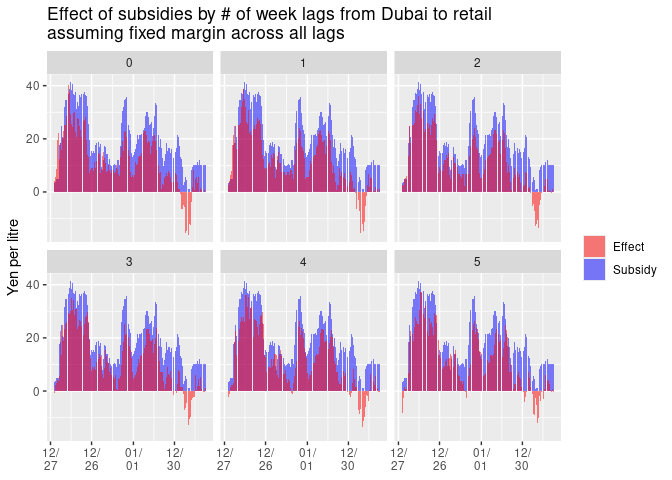 Effect of subsidies by # of week lags from Dubai to retail
assuming fixed margin across all lags
0 1 2
40
20
0
3 4 5
40
20
0
Yen per litre
Effect
Subsidy
12/ 12/ 01/ 12/ 12/ 12/ 01/ 12/ 12/ 12/ 01/ 12/
27 26 01 30 27 26 01 30 27 26 01 30